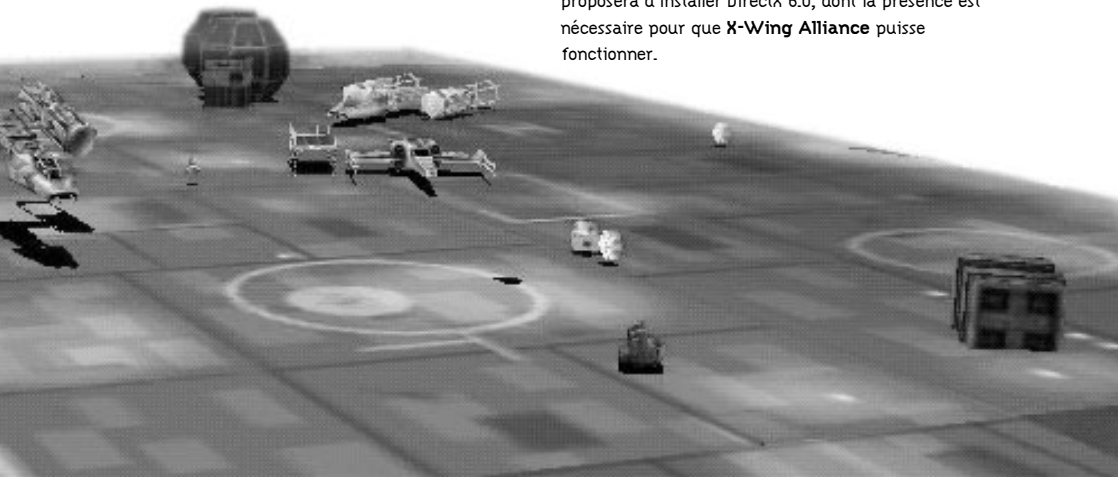 proposera d'installer DirectX 6.0, dont la présence est
nécessaire pour que X-Wing Alliance puisse
fonctionner.